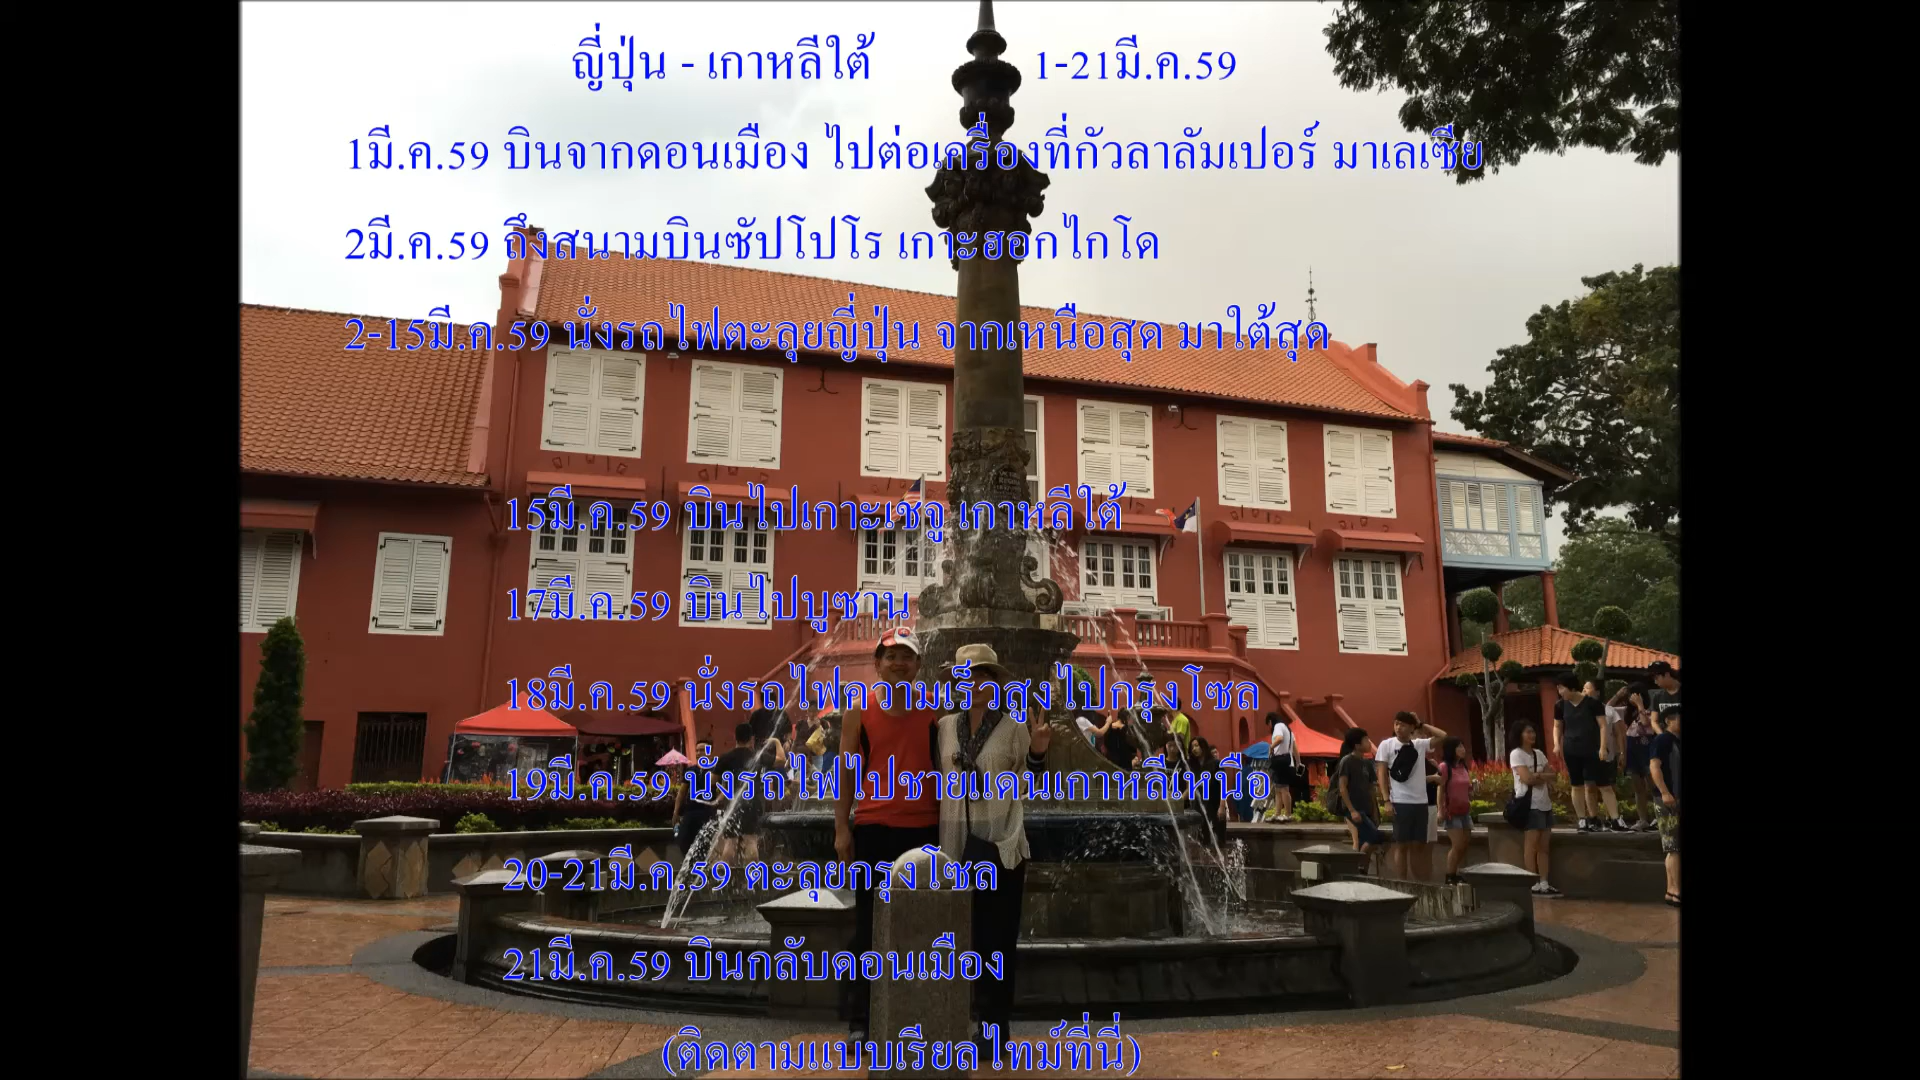 ญี่ปุ่น - เกาหลีใต้ 1-21มี.ค.59
1มี.ค.59 บินจากดอนเมือง ไปต่อเครื่องที่กัวลาลัมเปอร์ มาเลเซีย
2มี.ค.59 ถึงสนามบินซัปโปโร เกาะฮอกไกโด
2-15มี.ค.59 นั่งรถไฟตะลุยญี่ปุ่น จากเหนือสุด มาใต้สุด
15มี.ค.59 บินไปเกาะเชจู เกาหลีใต้
17มี.ค.59 บินไปบูซาน
18มี.ค.59 นั่งรถไฟความเร็วสูงไปกรุงโซล
19มี.ค.59 นั่งรถไฟไปชายแดนเกาหลีเหนือ
20-21มี.ค.59 ตะลุยกรุงโซล
21มี.ค.59 บินกลับดอนเมือง
(ติดตามแบบเรียลไทม์ที่นี่)